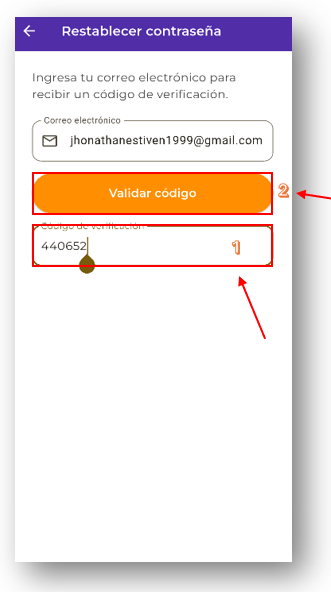 Restablecer contraseña
Ingresa tu correo electrónico para
recibir un código de verificación.
Correo electrónico
jhonathanestiven1999@gmail.com
Validar código
2
Código de verificación
440652
1